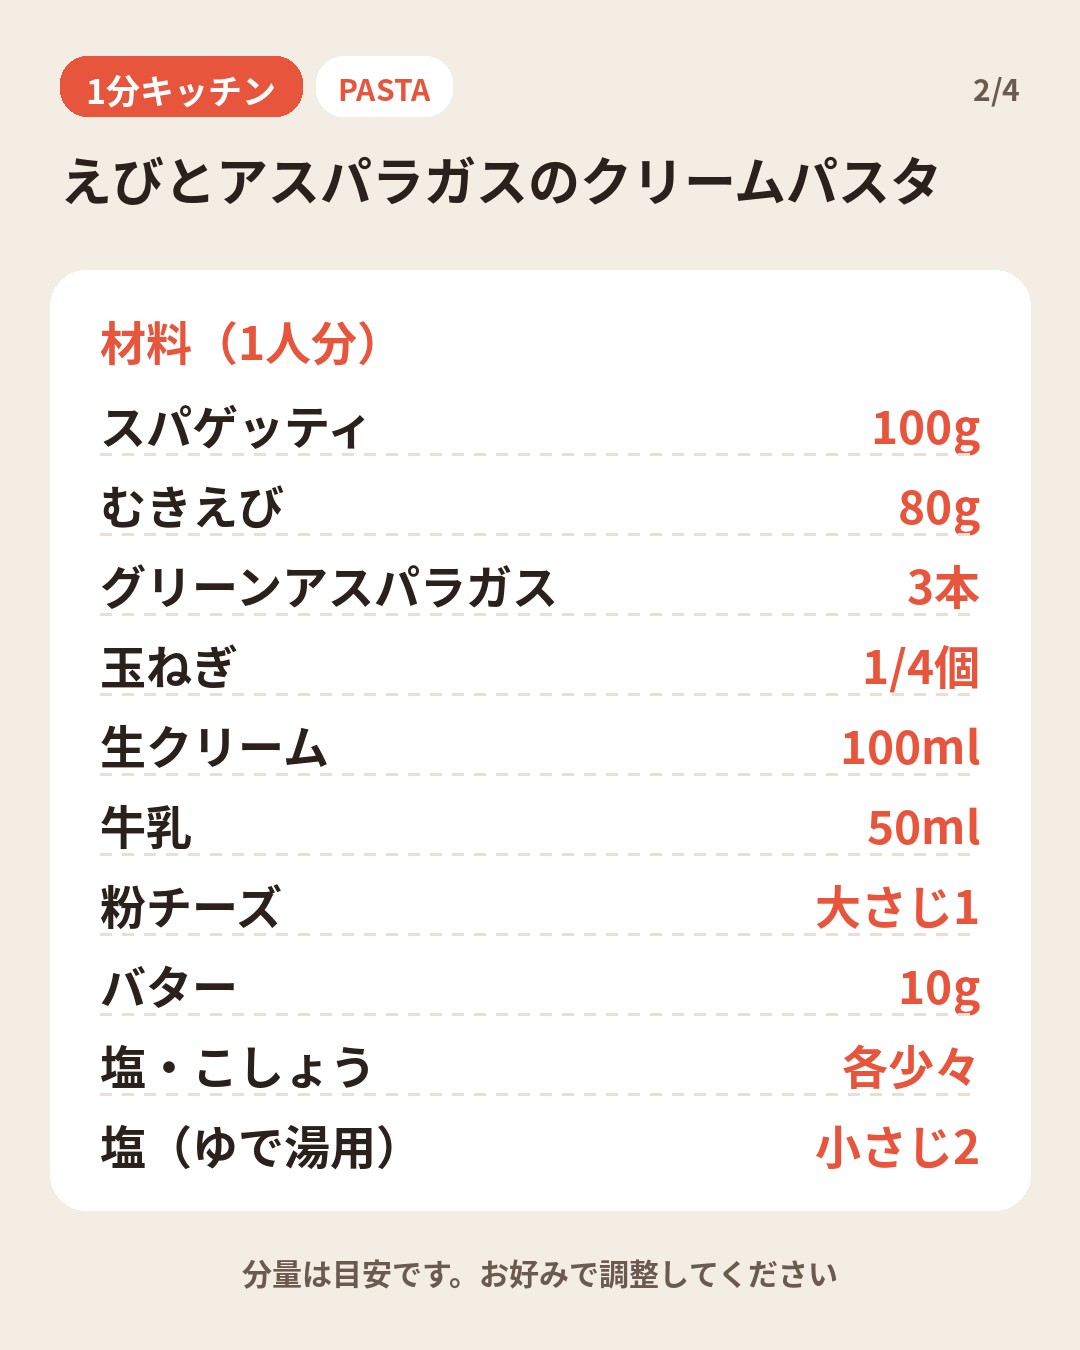 1分キッチン PASTA 2/4
えびとアスパラガスのクリームパスタ
材料（1人分）
スパゲッティ 100g
むきえび 80g
グリーンアスパラガス 3本
玉ねぎ 1/4個
生クリーム 100ml
牛乳 50ml
粉チーズ 大さじ1
バター 10g
塩・こしょう 各少々
塩（ゆで湯用） 小さじ2
分量は目安です。お好みで調整してください